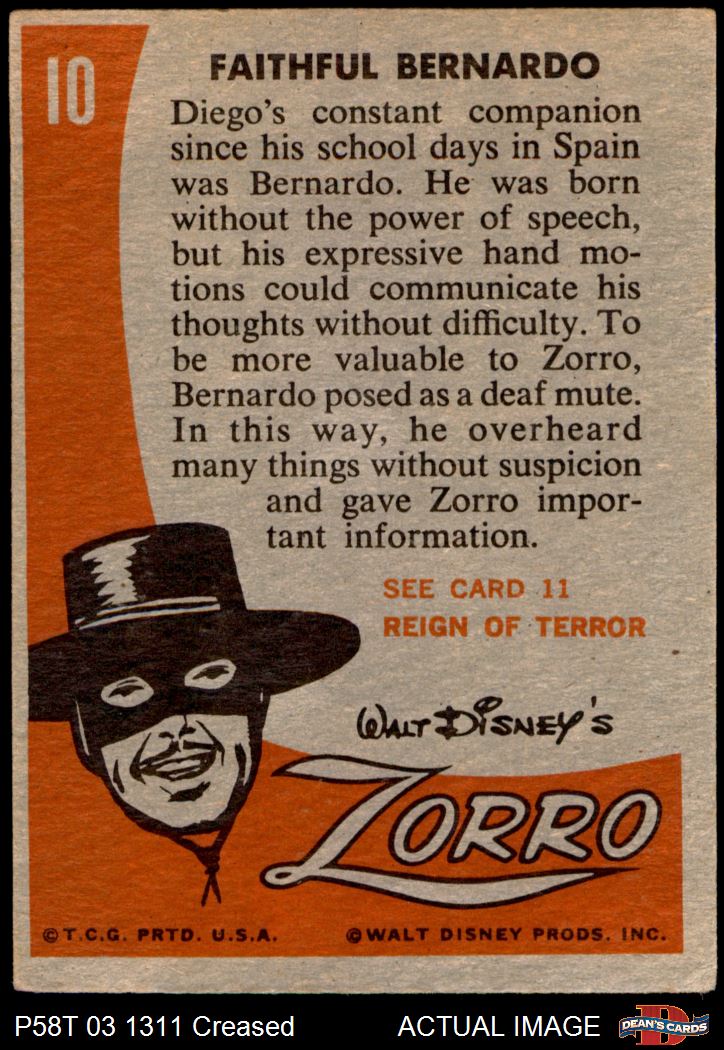 10
FAITHFUL BERNARDO
Diego's constant companion
since his school days in Spain
was Bernardo. He was born
without the power of speech,
but his expressive hand mo-
tions could communicate his
thoughts without difficulty. To
be more valuable to Zorro,
Bernardo posed as a deaf mute.
In this way, he overheard
many things without suspicion
and gave Zorro impor-
tant information.
SEE CARD 11
REIGN OF TERROR
WALT DISNEY'S
ZORRO
©T.C.G. PRTD. U.S.A. ©WALT DISNEY PRODS. INC.
P58T 03 1311 Creased ACTUAL IMAGE
D
DEAN'S CARDS